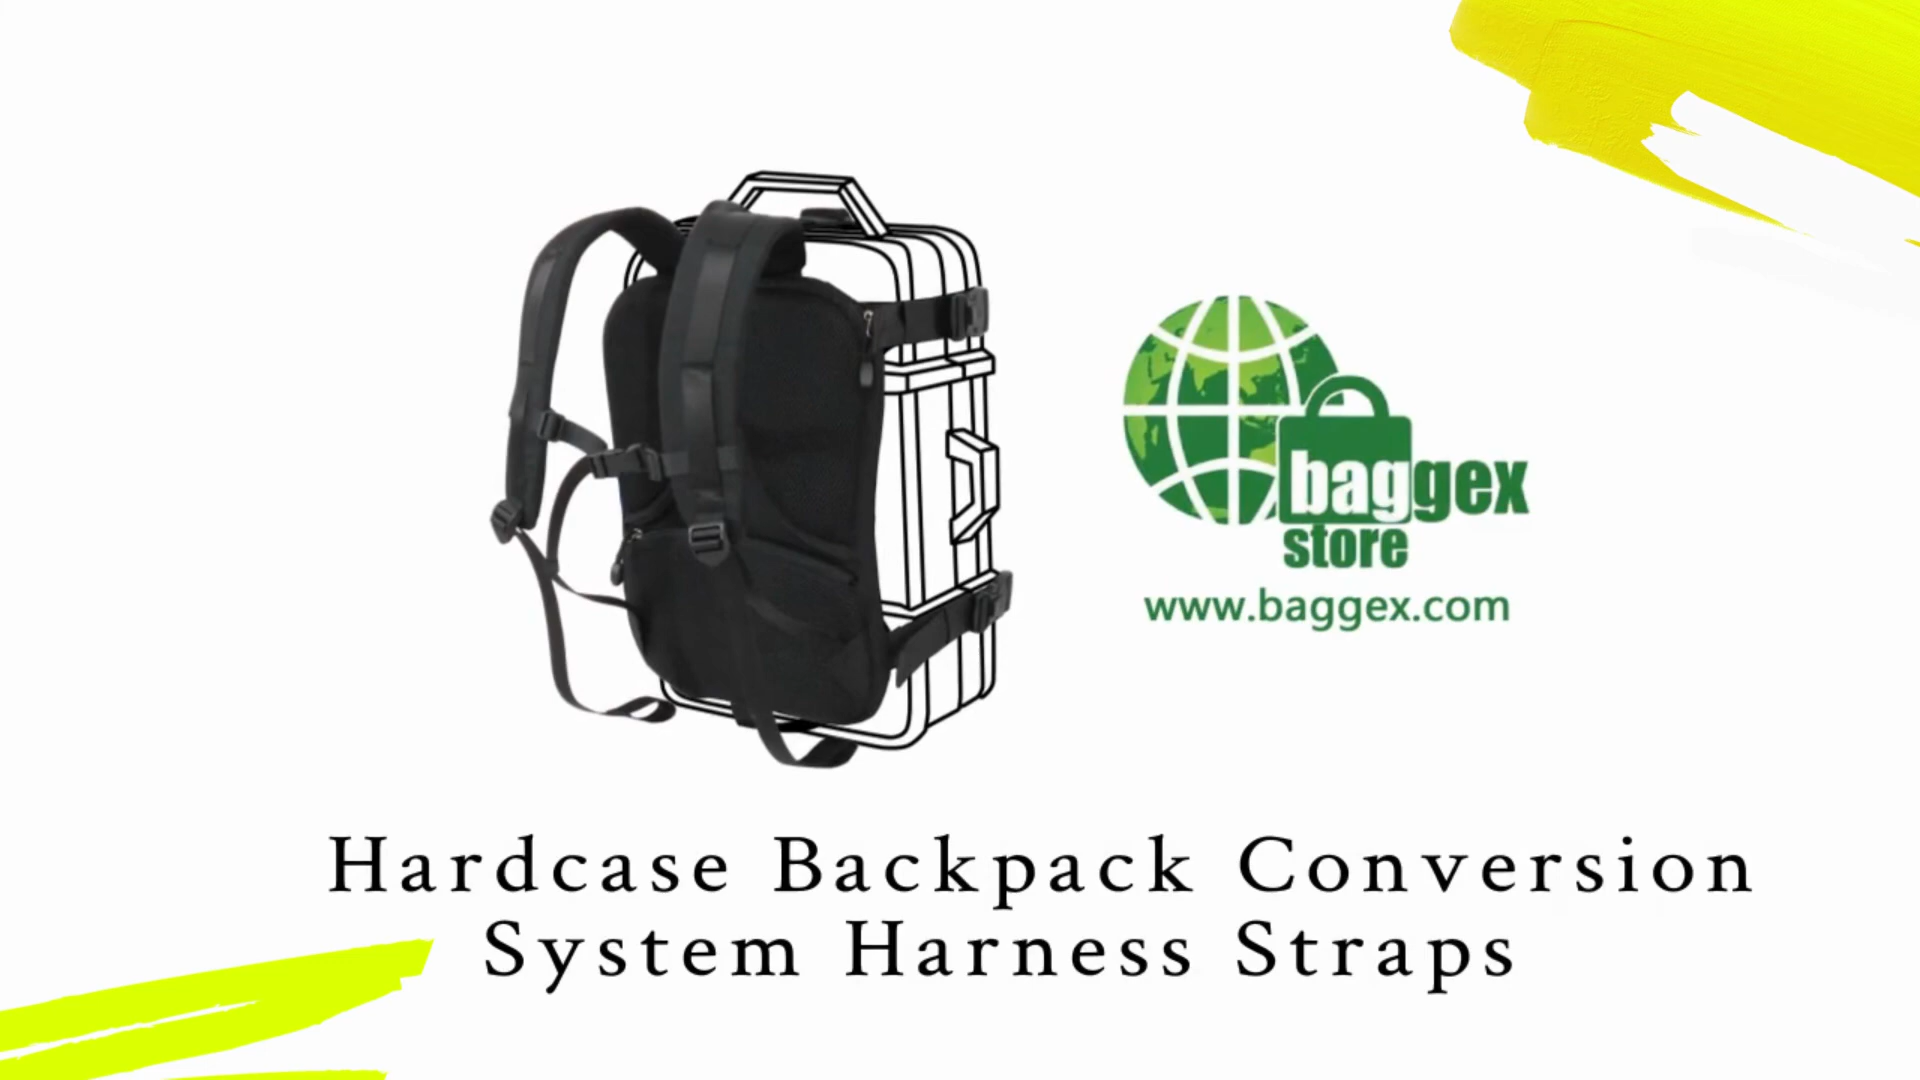 baggex
store
www.baggex.com
Hardcase Backpack Conversion
System Harness Straps